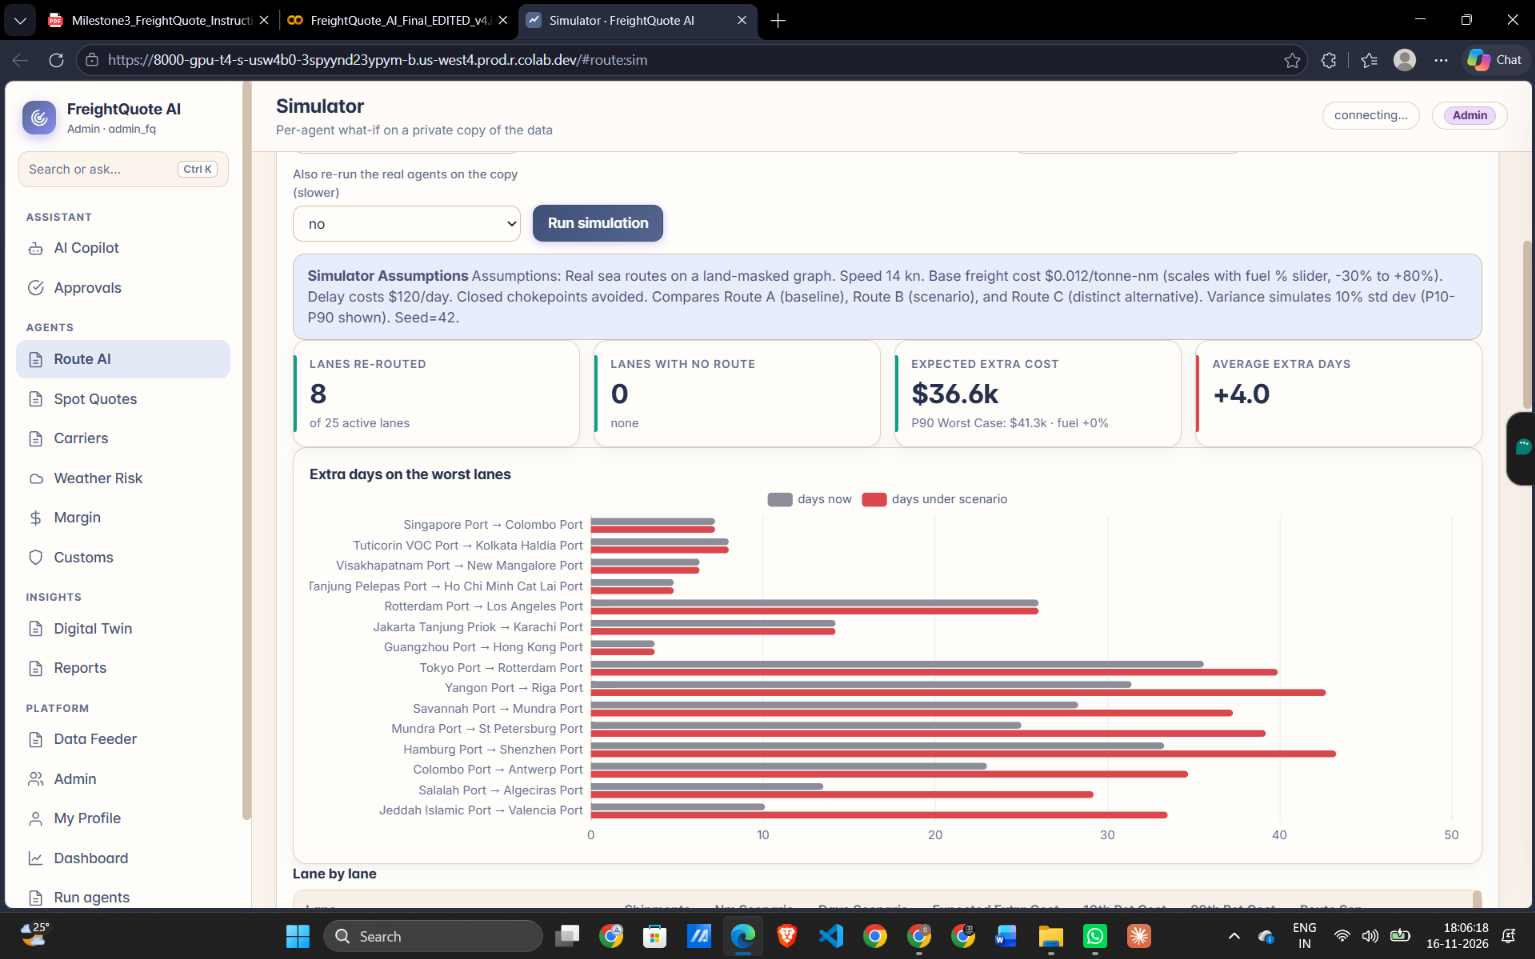 Milestone3_FreightQuote_Instructi
FreightQuote_AI_Final_EDITED_v4.i
Simulator · FreightQuote AI
https://8000-gpu-t4-s-usw4b0-3spyynd23ypym-b.us-west4.prod.r.colab.dev/#route:sim
Chat
FreightQuote AI
Admin · admin_fq
Search or ask...
Ctrl K
ASSISTANT
AI Copilot
Approvals
AGENTS
Route AI
Spot Quotes
Carriers
Weather Risk
Margin
Customs
INSIGHTS
Digital Twin
Reports
PLATFORM
Data Feeder
Admin
My Profile
Dashboard
Run agents
Simulator
Per-agent what-if on a private copy of the data
connecting...
Admin
Also re-run the real agents on the copy
(slower)
no
Run simulation
Simulator Assumptions Assumptions: Real sea routes on a land-masked graph. Speed 14 kn. Base freight cost $0.012/tonne-nm (scales with fuel % slider, -30% to +80%).
Delay costs $120/day. Closed chokepoints avoided. Compares Route A (baseline), Route B (scenario), and Route C (distinct alternative). Variance simulates 10% std dev (P10-
P90 shown). Seed=42.
LANES RE-ROUTED
8
of 25 active lanes
LANES WITH NO ROUTE
0
none
EXPECTED EXTRA COST
$36.6k
P90 Worst Case: $41.3k · fuel +0%
AVERAGE EXTRA DAYS
+4.0
Extra days on the worst lanes
days now
days under scenario
Singapore Port → Colombo Port
Tuticorin VOC Port → Kolkata Haldia Port
Visakhapatnam Port → New Mangalore Port
Tanjung Pelepas Port → Ho Chi Minh Cat Lai Port
Rotterdam Port → Los Angeles Port
Jakarta Tanjung Priok → Karachi Port
Guangzhou Port → Hong Kong Port
Tokyo Port → Rotterdam Port
Yangon Port → Riga Port
Savannah Port → Mundra Port
Mundra Port → St Petersburg Port
Hamburg Port → Shenzhen Port
Colombo Port → Antwerp Port
Salalah Port → Algeciras Port
Jeddah Islamic Port → Valencia Port
0
10
20
30
40
50
Lane by lane
25°
Search
ENG
IN
18:06:18
16-11-2026